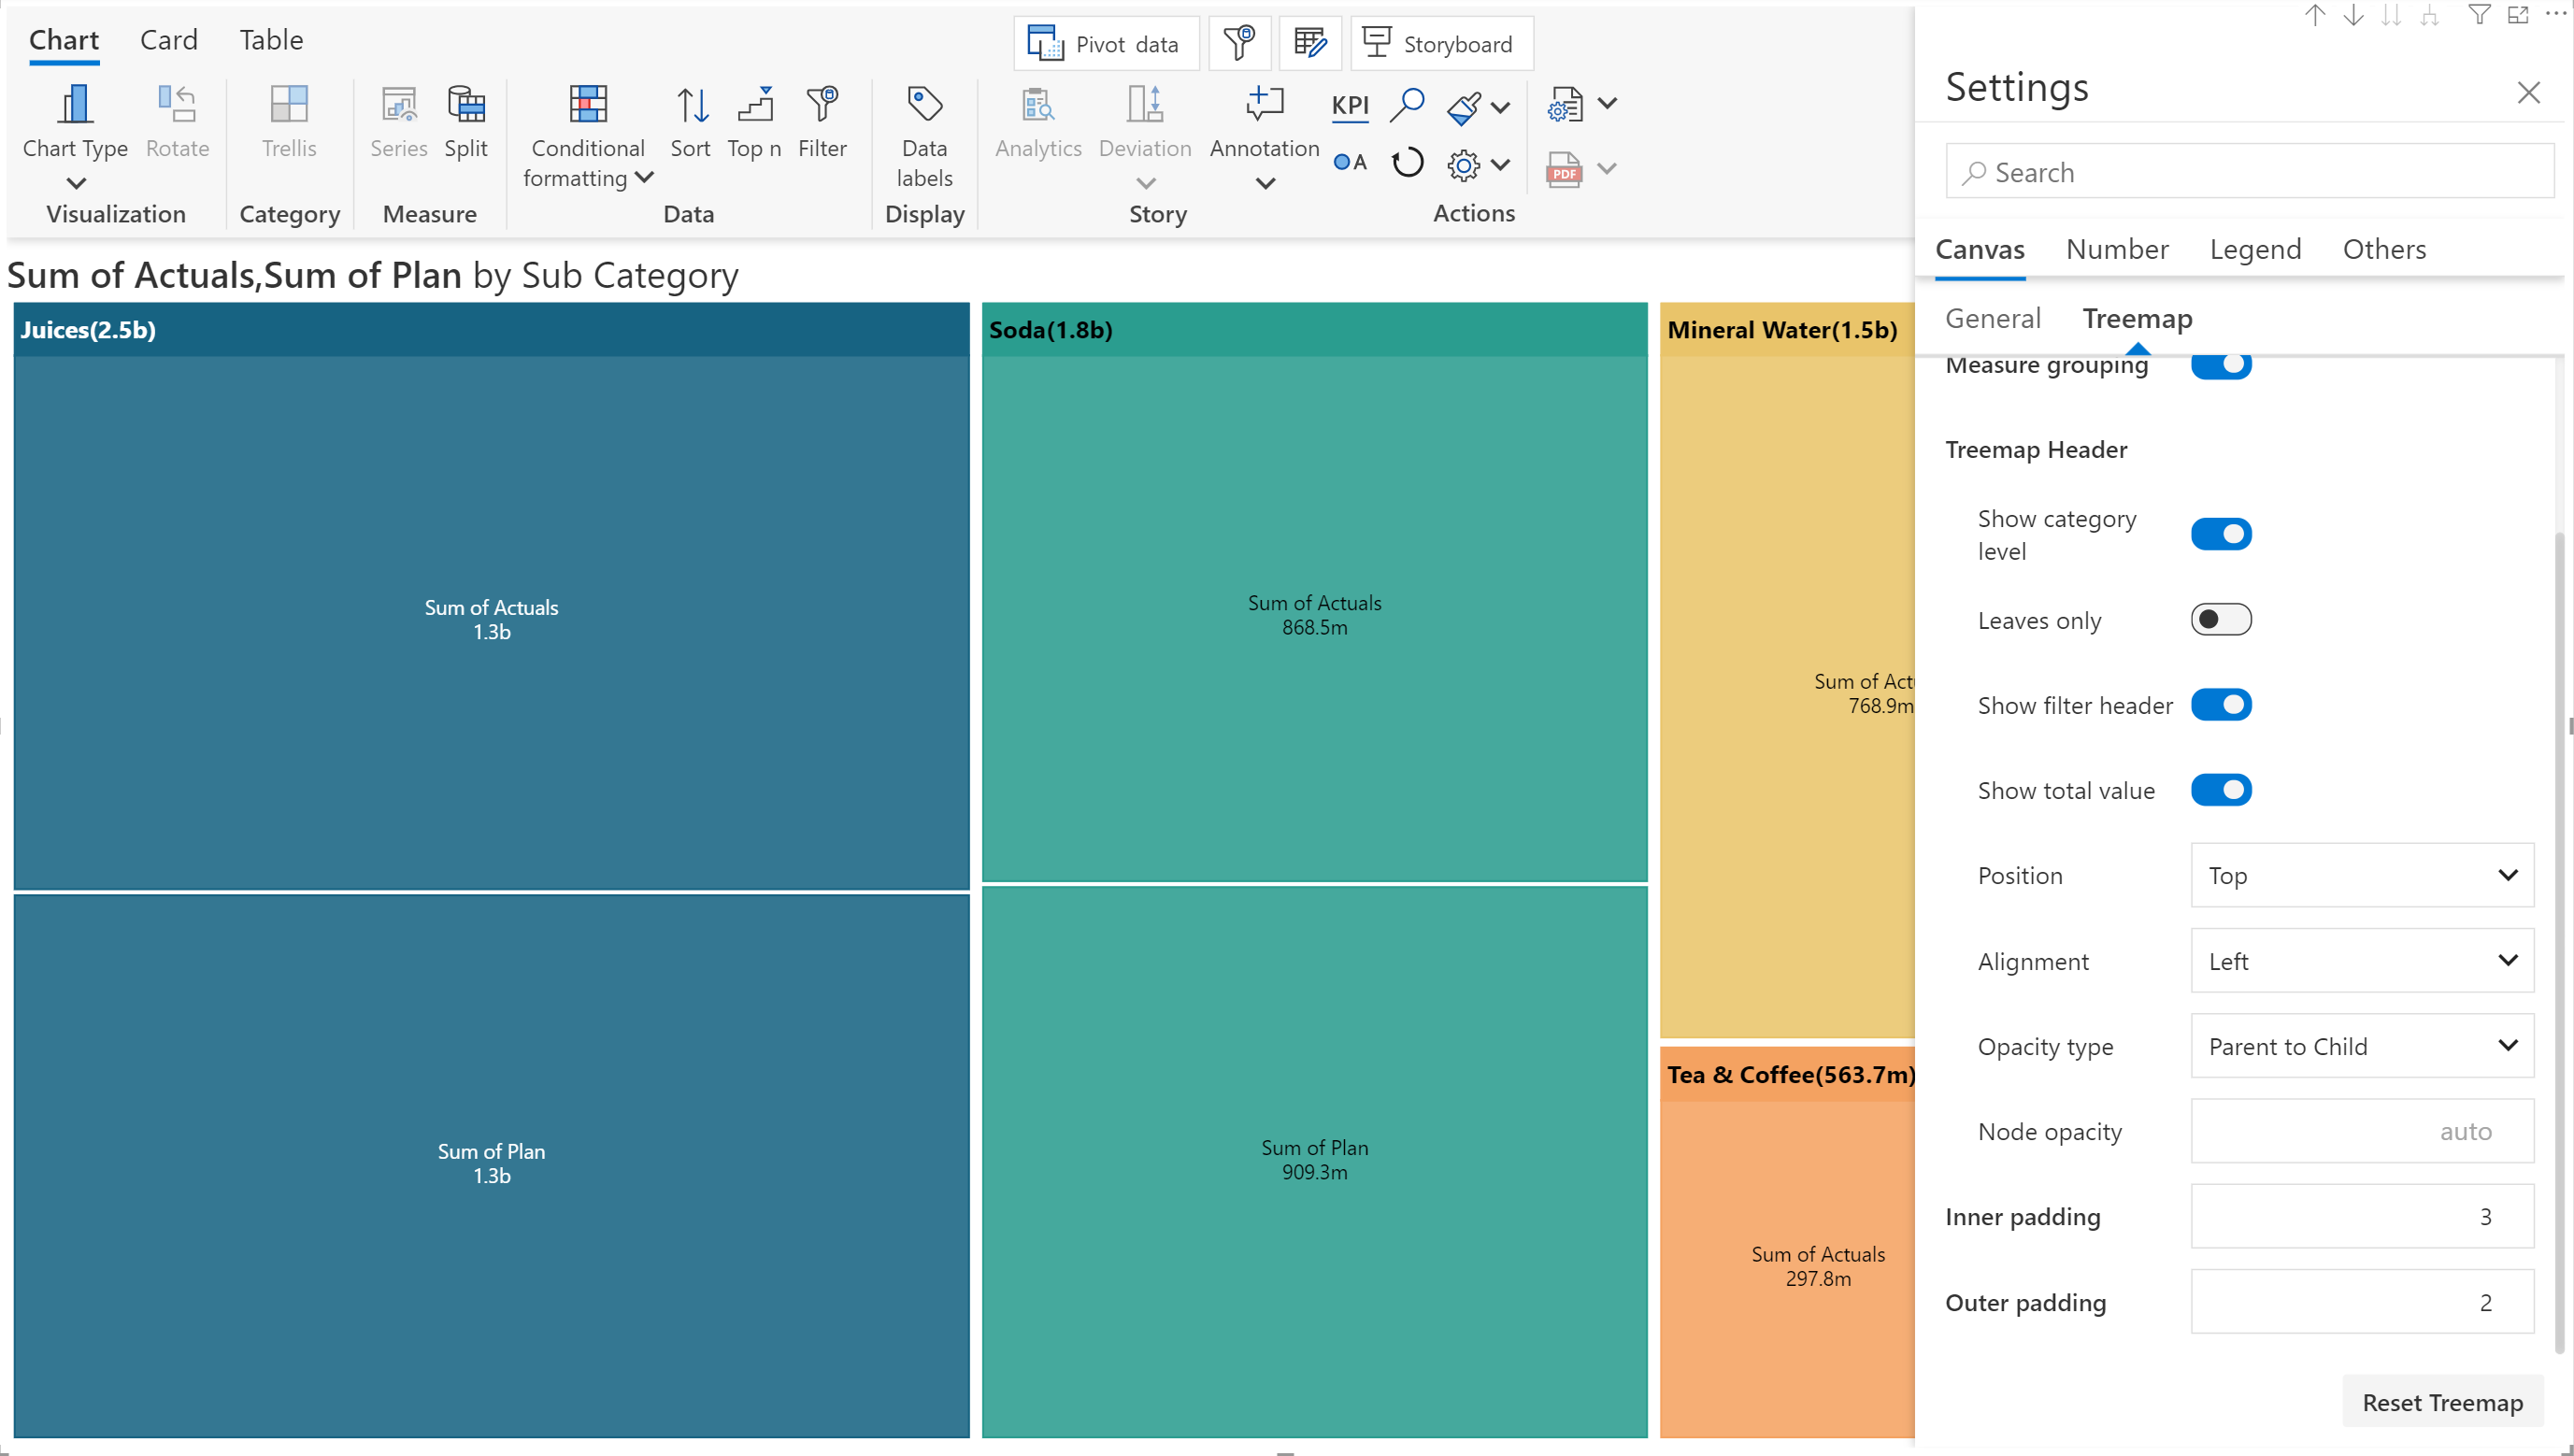 Chart Card Table
Pivot data
Storyboard
Chart Type
Rotate
Trellis
Series
Split
Conditional
formatting
Sort
Top n
Filter
Data
labels
Analytics
Deviation
Annotation
KPI
A
PDF
Visualization
Category
Measure
Data
Display
Story
Actions
Sum of Actuals,Sum of Plan by Sub Category
Juices(2.5b)
Sum of Actuals
1.3b
Sum of Plan
1.3b
Soda(1.8b)
Sum of Actuals
868.5m
Sum of Plan
909.3m
Mineral Water(1.5b)
Sum of Act
768.9m
Tea & Coffee(563.7m)
Sum of Actuals
297.8m
Settings
Search
Canvas Number Legend Others
General Treemap
Measure grouping
Treemap Header
Show category
level
Leaves only
Show filter header
Show total value
Position Top
Alignment Left
Opacity type Parent to Child
Node opacity auto
Inner padding 3
Outer padding 2
Reset Treemap